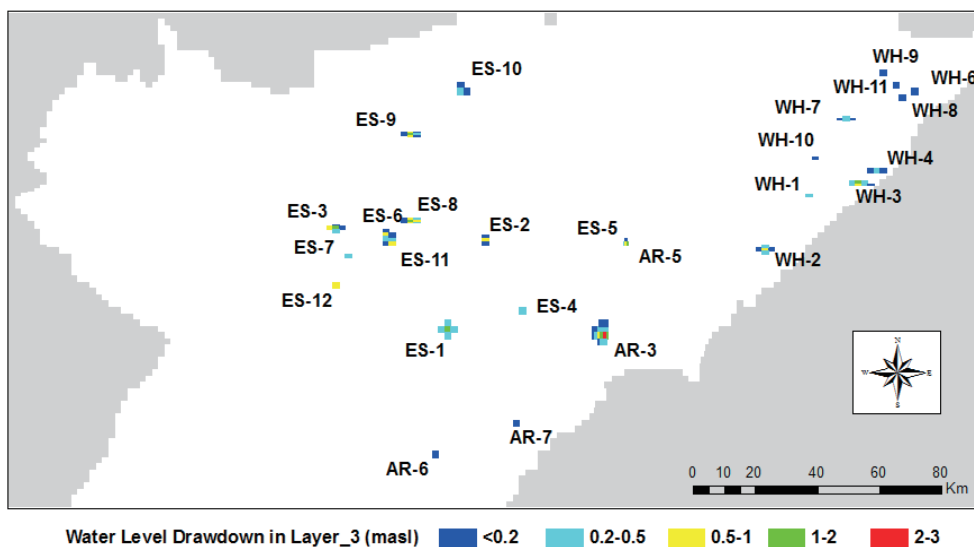 WH-9
ES-10
WH-11
WH-6
WH-7
WH-8
ES-9
WH-10
WH-4
WH-1
WH-3
ES-3
ES-6
ES-8
ES-2
ES-5
ES-7
ES-11
AR-5
WH-2
ES-12
ES-4
ES-1
AR-3
N
W E
S
AR-7
AR-6
0 10 20 40 60 80
Km
Water Level Drawdown in Layer_3 (masl) <0.2 0.2-0.5 0.5-1 1-2 2-3